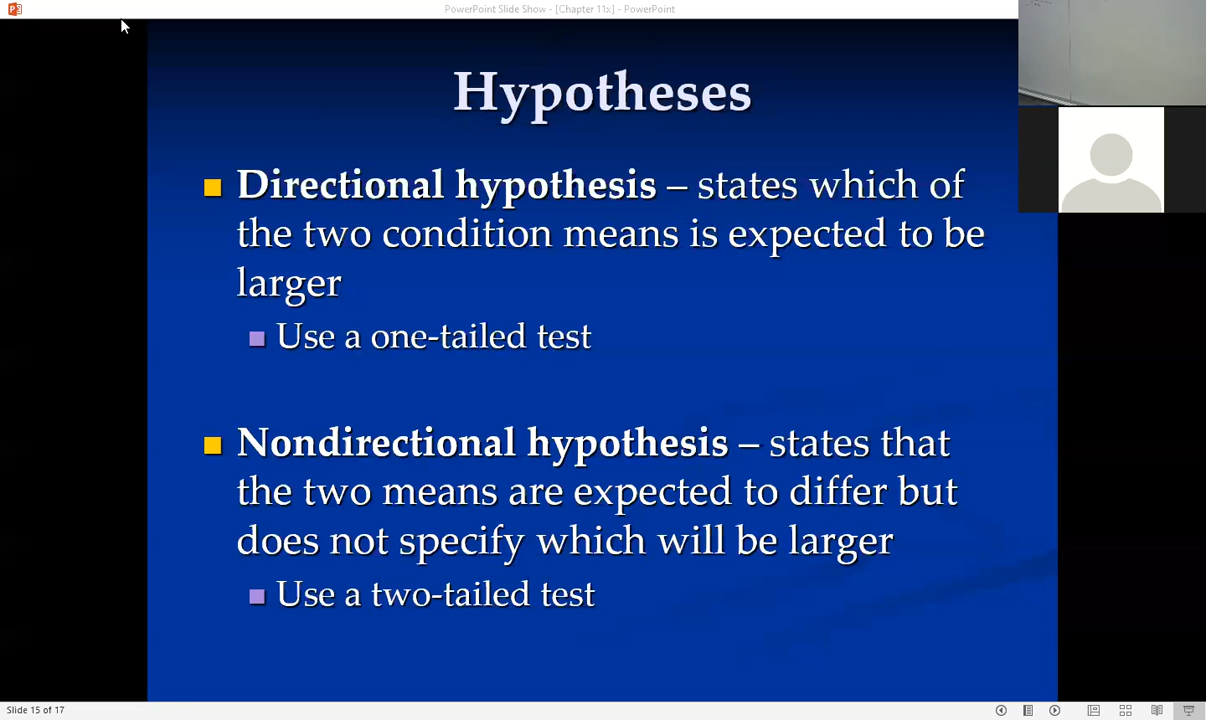 PowerPoint Slide Show - [Chapter 11x] - PowerPoint
Hypotheses
Directional hypothesis – states which of
the two condition means is expected to be
larger
Use a one-tailed test
Nondirectional hypothesis – states that
the two means are expected to differ but
does not specify which will be larger
Use a two-tailed test
Slide 15 of 17